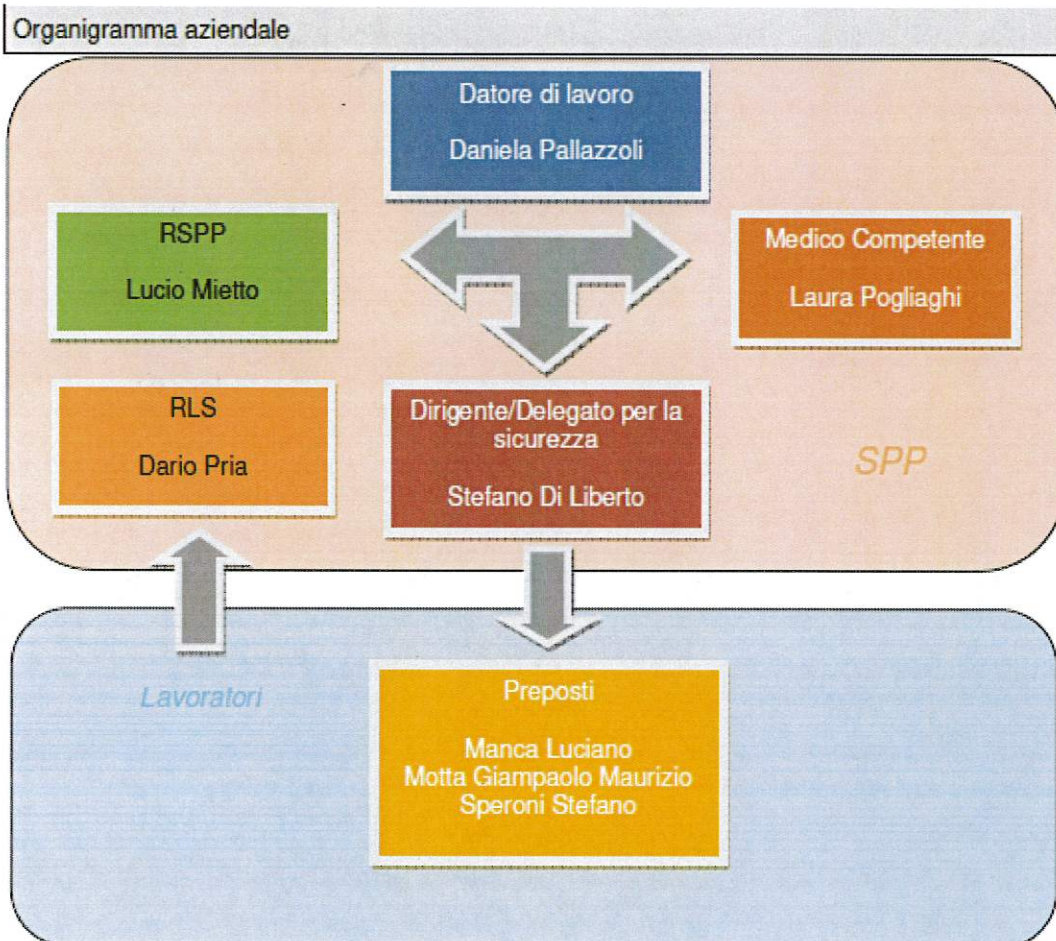 Organigramma aziendale
Datore di lavoro
Daniela Pallazzoli
RSPP
Lucio Mietto
Medico Competente
Laura Pogliaghi
RLS
Dario Pria
Dirigente/Delegato per la
sicurezza
Stefano Di Liberto
SPP
Lavoratori
Preposti
Manca Luciano
Motta Giampaolo Maurizio
Speroni Stefano